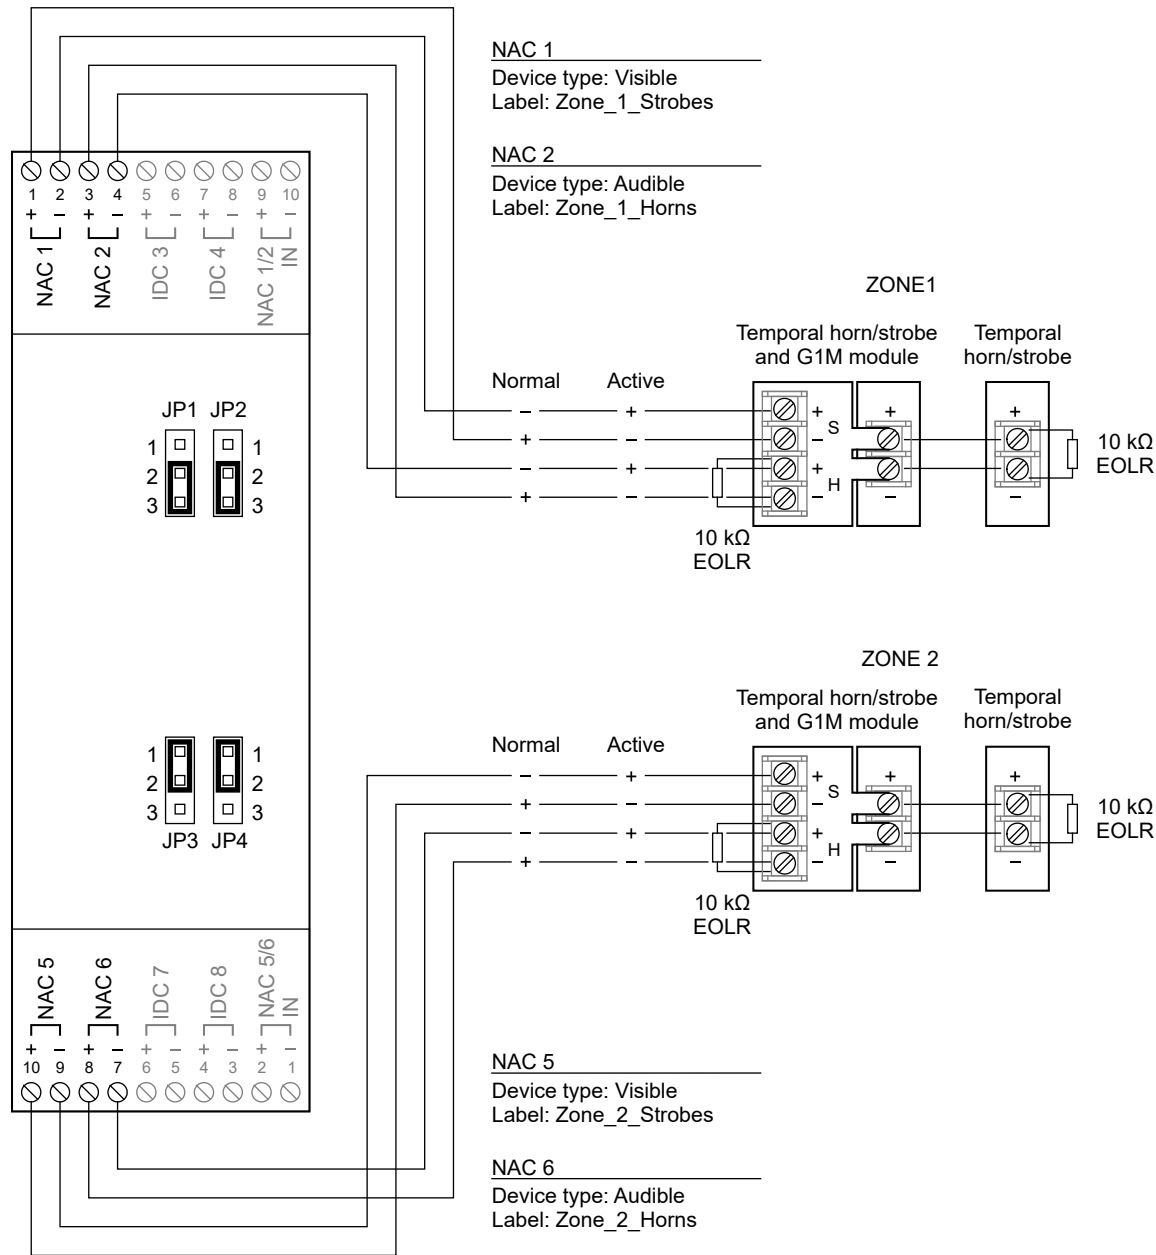 NAC 1
Device type: Visible
Label: Zone_1_Strobes
NAC 2
Device type: Audible
Label: Zone_1_Horns
1 2 3 4 5 6 7 8 9 10
+ − + − + − + − + −
NAC 1
NAC 2
IDC 3
IDC 4
NAC 1/2
IN
ZONE1
Temporal horn/strobe
and G1M module
Temporal
horn/strobe
Normal Active
− +
+ −
− +
+ −
+
S
−
+
H
−
+
−
+
−
10 kΩ
EOLR
10 kΩ
EOLR
JP1 JP2
1 1
2 2
3 3
ZONE 2
Temporal horn/strobe
and G1M module
Temporal
horn/strobe
Normal Active
− +
+ −
− +
+ −
+
S
−
+
H
−
+
−
+
−
10 kΩ
EOLR
10 kΩ
EOLR
1 1
2 2
3 3
JP3 JP4
NAC 5
NAC 6
IDC 7
IDC 8
NAC 5/6
IN
+ − + − + − + − + −
10 9 8 7 6 5 4 3 2 1
NAC 5
Device type: Visible
Label: Zone_2_Strobes
NAC 6
Device type: Audible
Label: Zone_2_Horns